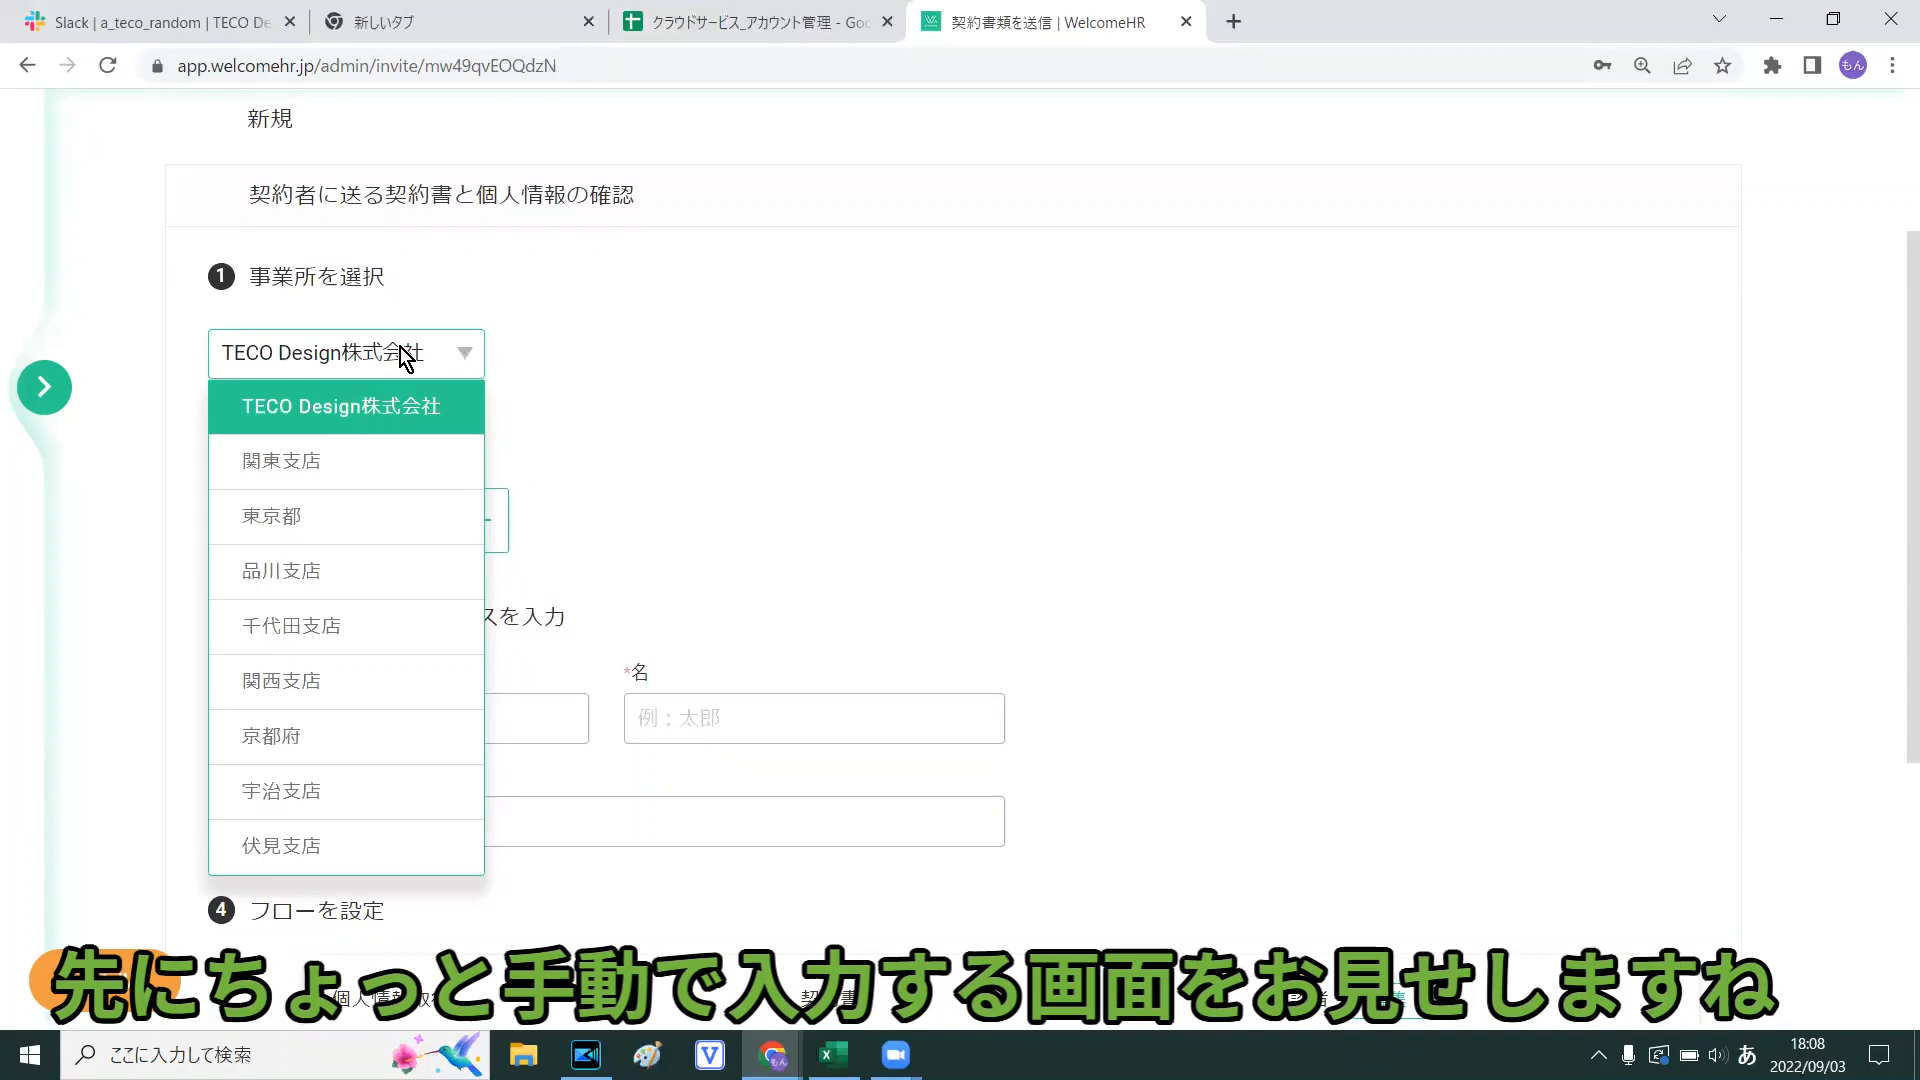 Slack | a_teco_random | TECO De
新しいタブ
クラウドサービス_アカウント管理 - Goo
契約書類を送信 | WelcomeHR
app.welcomehr.jp/admin/invite/mw49qvEOQdzN
もん
新規
契約者に送る契約書と個人情報の確認
1 事業所を選択
TECO Design株式会社
TECO Design株式会社
関東支店
東京都
品川支店
千代田支店
スを入力
*名
関西支店
例：太郎
京都府
宇治支店
伏見支店
4 フローを設定
先にちょっと手動で入力する画面をお見せしますね
ここに入力して検索
あ
18:08
2022/09/03